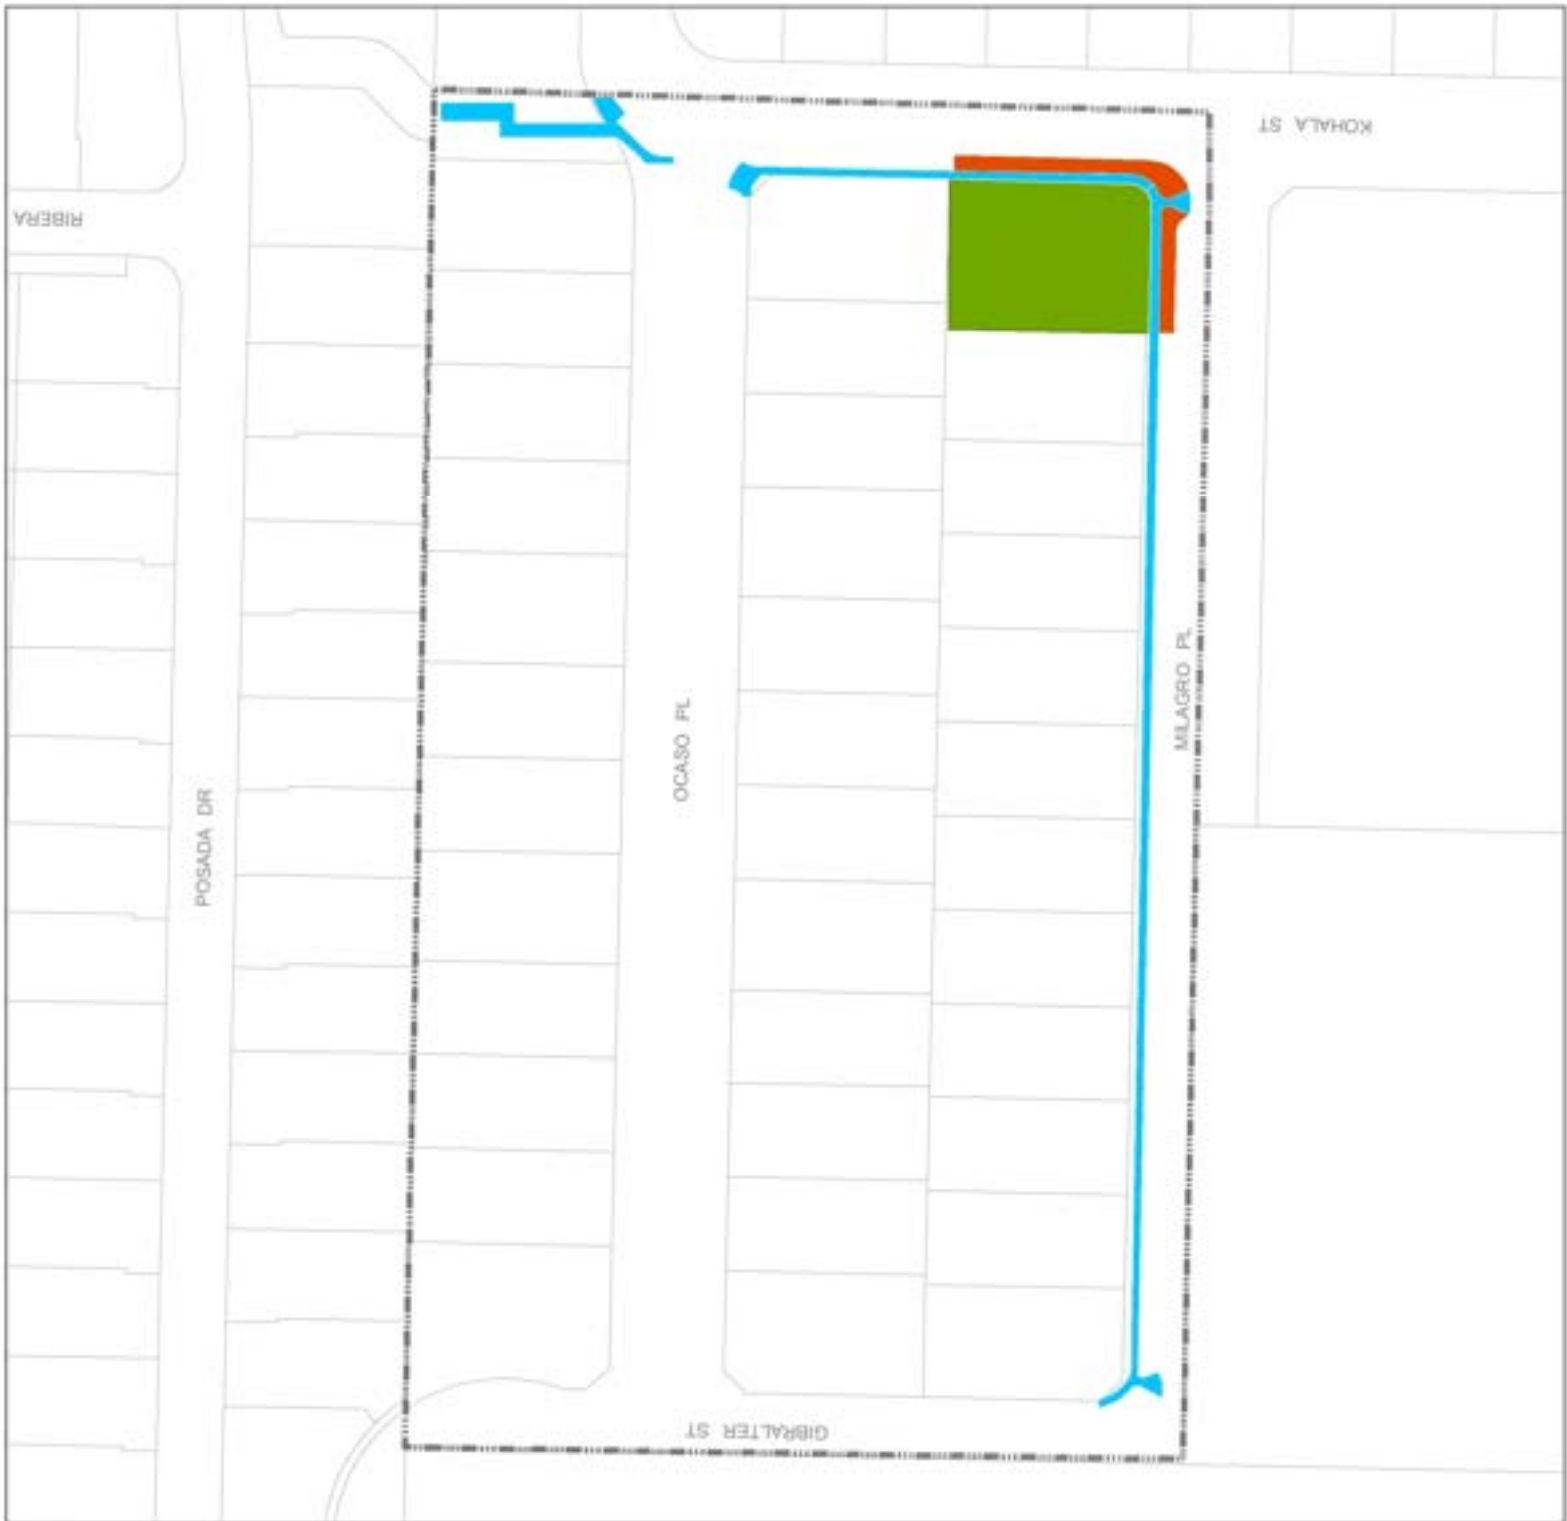 KOHALA ST
RIBERA
MILAGRO PL
OCASO PL
POSADA DR
GIBRALTER ST